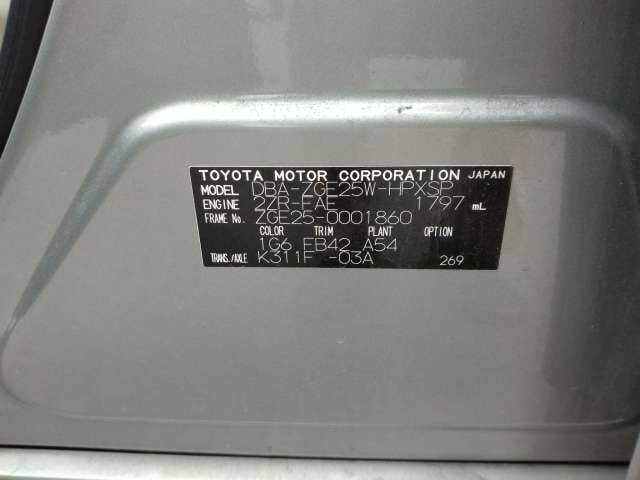 TOYOTA MOTOR CORPORATION JAPAN
MODEL DBA-ZGE25W-HPXSP
ENGINE 2ZR-FAE 1797 mL
FRAME No. ZGE25-0001860
COLOR TRIM PLANT OPTION
1G6 FB42 A54
TRANS./AXLE K311F -03A 269